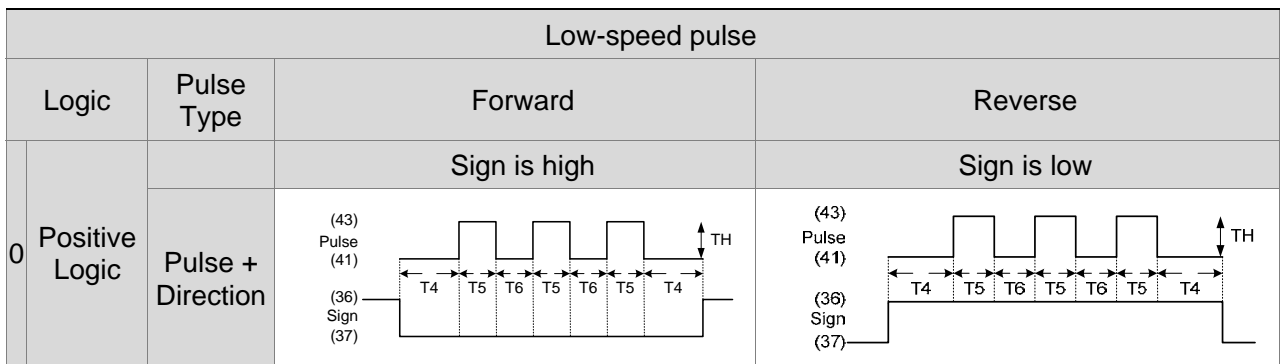 Low-speed pulse
Logic
Pulse
Type
Forward
Reverse
0
Positive
Logic
Pulse +
Direction
Sign is high
Sign is low
(43)
Pulse
(41)
TH
T4 T5 T6 T5 T6 T5 T4
(36)
Sign
(37)
(43)
Pulse
(41)
TH
T4 T5 T6 T5 T6 T5 T4
(36)
Sign
(37)